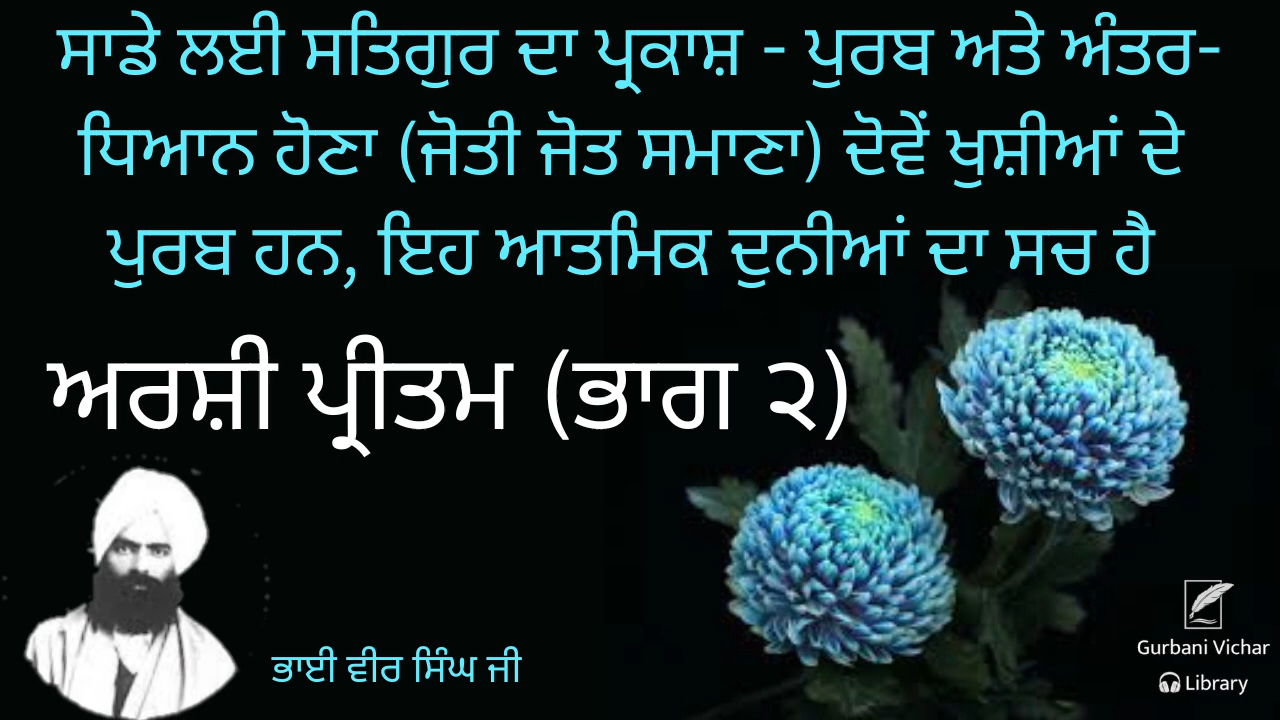 ਸਾਡੇ ਲਈ ਸਤਿਗੁਰ ਦਾ ਪ੍ਰਕਾਸ਼ - ਪੁਰਬ ਅਤੇ ਅੰਤਰ-
ਧਿਆਨ ਹੋਣਾ (ਜੋਤੀ ਜੋਤ ਸਮਾਣਾ) ਦੋਵੇਂ ਖੁਸ਼ੀਆਂ ਦੇ
ਪੁਰਬ ਹਨ, ਇਹ ਆਤਮਿਕ ਦੁਨੀਆਂ ਦਾ ਸਚ ਹੈ
ਅਰਸ਼ੀ ਪ੍ਰੀਤਮ (ਭਾਗ ੨)
ਭਾਈ ਵੀਰ ਸਿੰਘ ਜੀ
Gurbani Vichar
Library